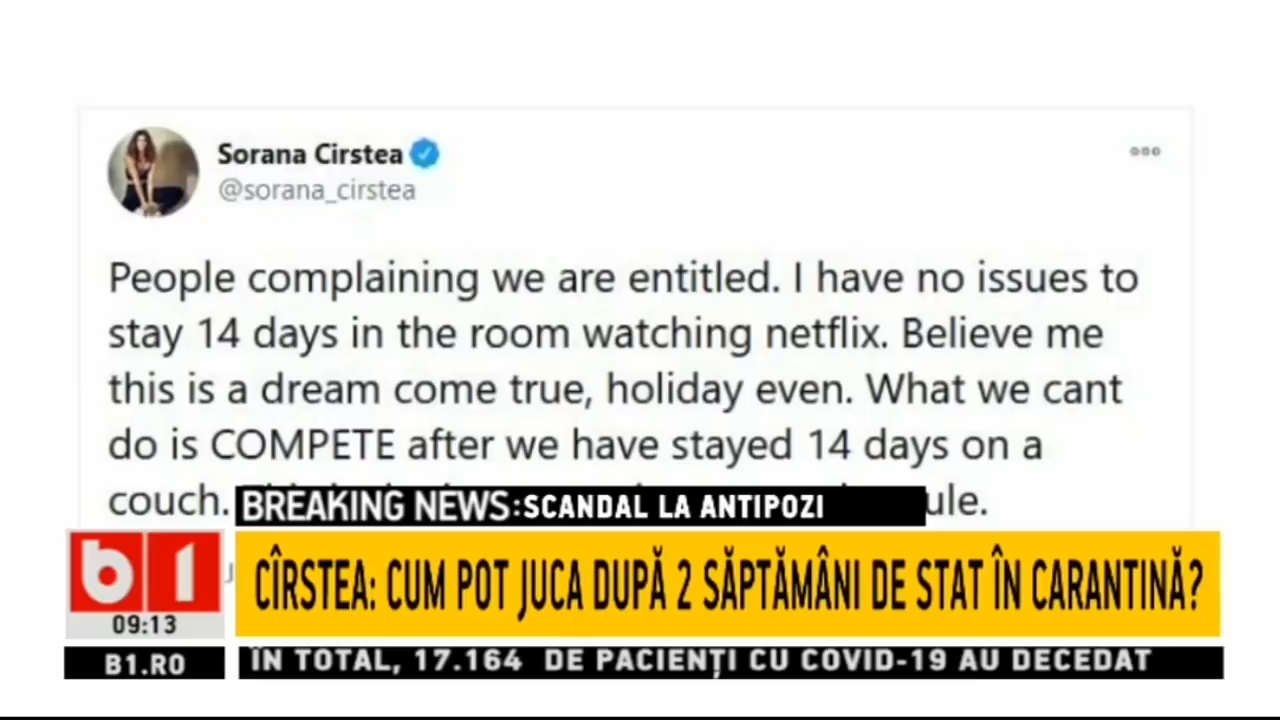 Sorana Cirstea
@sorana_cirstea
People complaining we are entitled. I have no issues to
stay 14 days in the room watching netflix. Believe me
this is a dream come true, holiday even. What we cant
do is COMPETE after we have stayed 14 days on a
couch. ule.
BREAKING NEWS: SCANDAL LA ANTIPOZI
b1
CÎRSTEA: CUM POT JUCA DUPĂ 2 SĂPTĂMÂNI DE STAT ÎN CARANTINĂ?
09:13
B1.RO
ÎN TOTAL, 17.164 DE PACIENȚI CU COVID-19 AU DECEDAT